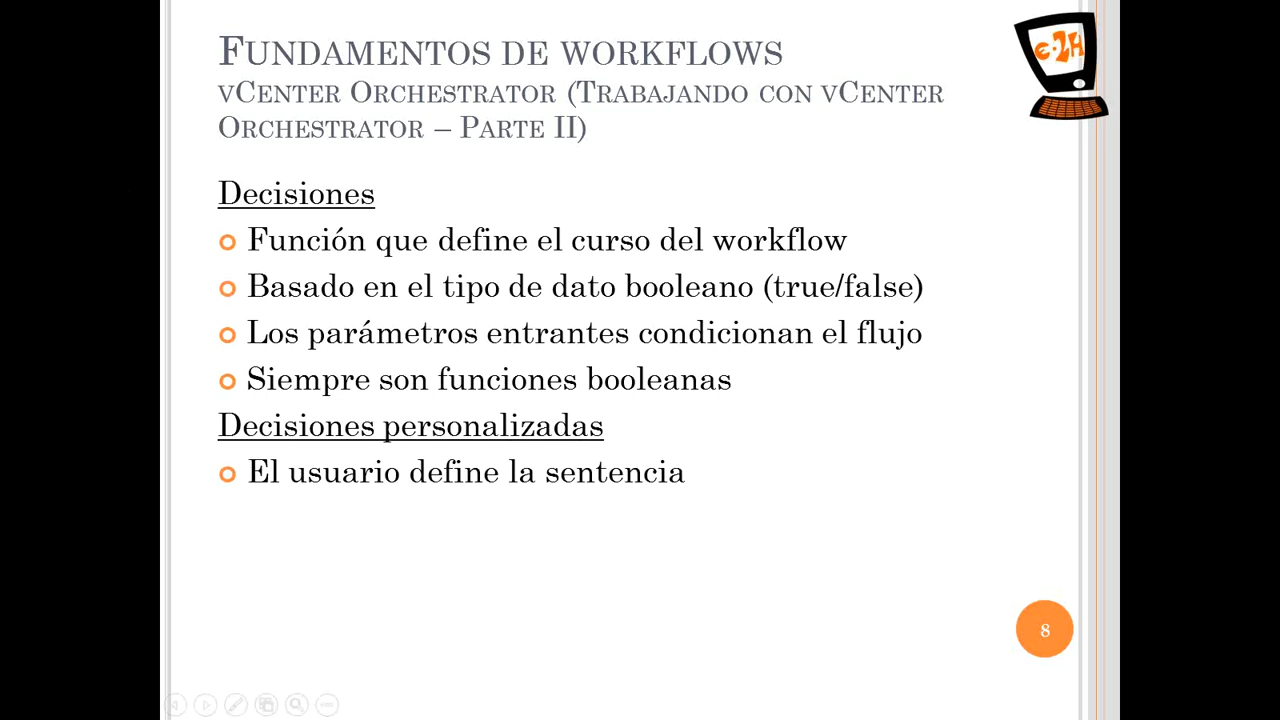 FUNDAMENTOS DE WORKFLOWS
VCENTER ORCHESTRATOR (TRABAJANDO CON VCENTER
ORCHESTRATOR – PARTE II)
e-2H
Decisiones
Función que define el curso del workflow
Basado en el tipo de dato booleano (true/false)
Los parámetros entrantes condicionan el flujo
Siempre son funciones booleanas
Decisiones personalizadas
El usuario define la sentencia
8